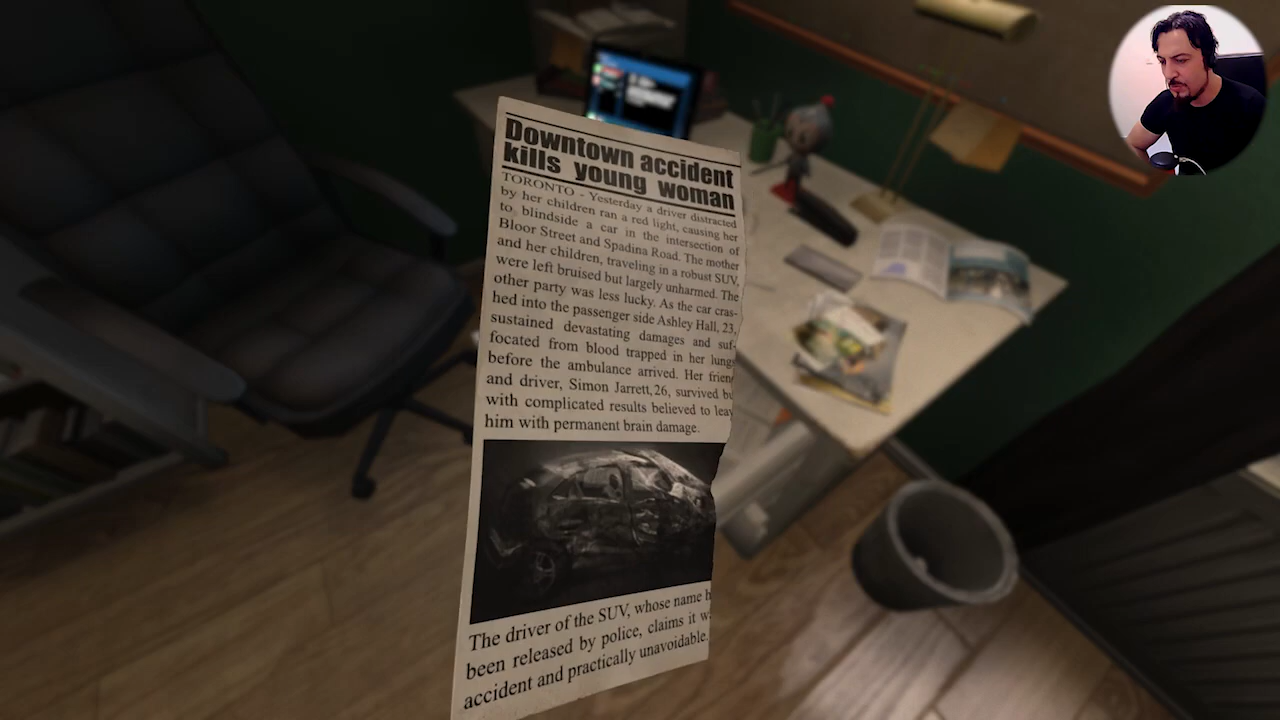 Downtown accident
kills young woman
TORONTO - Yesterday a driver distracted
by her children ran a red light, causing her
to blindside a car in the intersection of
Bloor Street and Spadina Road. The mother
and her children, traveling in a robust SUV,
were left bruised but largely unharmed. The
other party was less lucky. As the car cras-
hed into the passenger side Ashley Hall, 23,
sustained devastating damages and suf-
focated from blood trapped in her lungs
before the ambulance arrived. Her frien
and driver, Simon Jarrett, 26, survived bu
with complicated results believed to leav
him with permanent brain damage.
The driver of the SUV, whose name h
been released by police, claims it w
accident and practically unavoidable.